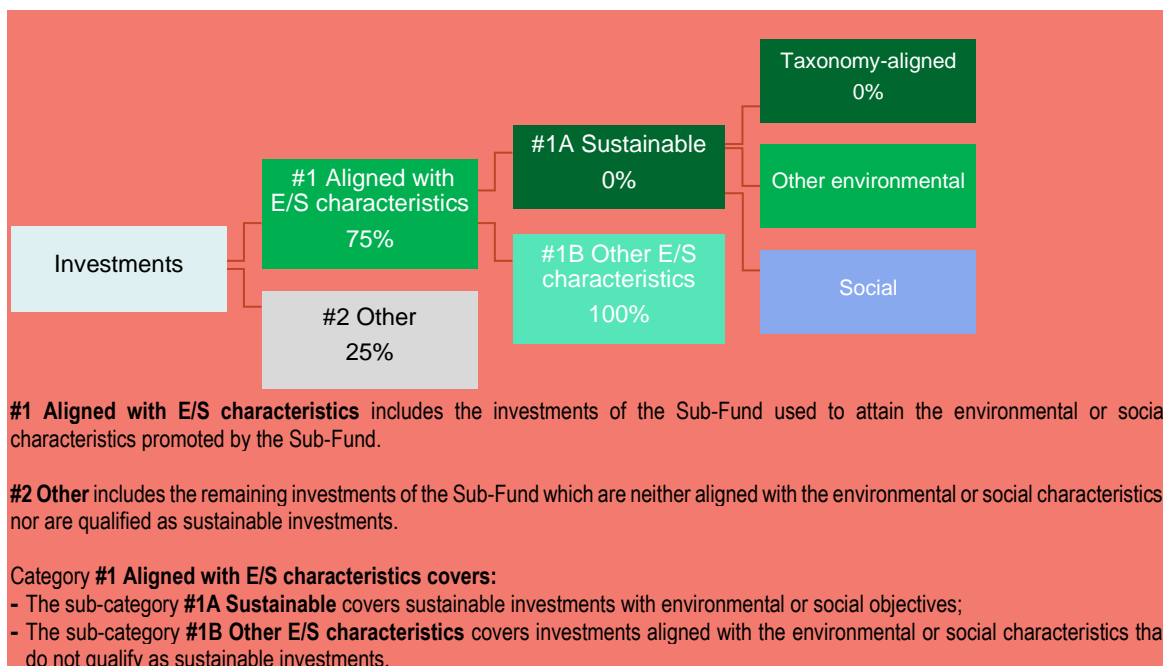 Taxonomy-aligned
0%
#1A Sustainable
0%
#1 Aligned with
E/S characteristics
75%
Other environmental
Investments
#1B Other E/S
characteristics
100%
Social
#2 Other
25%
#1 Aligned with E/S characteristics includes the investments of the Sub-Fund used to attain the environmental or socia
characteristics promoted by the Sub-Fund.
#2 Other includes the remaining investments of the Sub-Fund which are neither aligned with the environmental or social characteristics
nor are qualified as sustainable investments.
Category #1 Aligned with E/S characteristics covers:
- The sub-category #1A Sustainable covers sustainable investments with environmental or social objectives;
- The sub-category #1B Other E/S characteristics covers investments aligned with the environmental or social characteristics tha
do not qualify as sustainable investments.